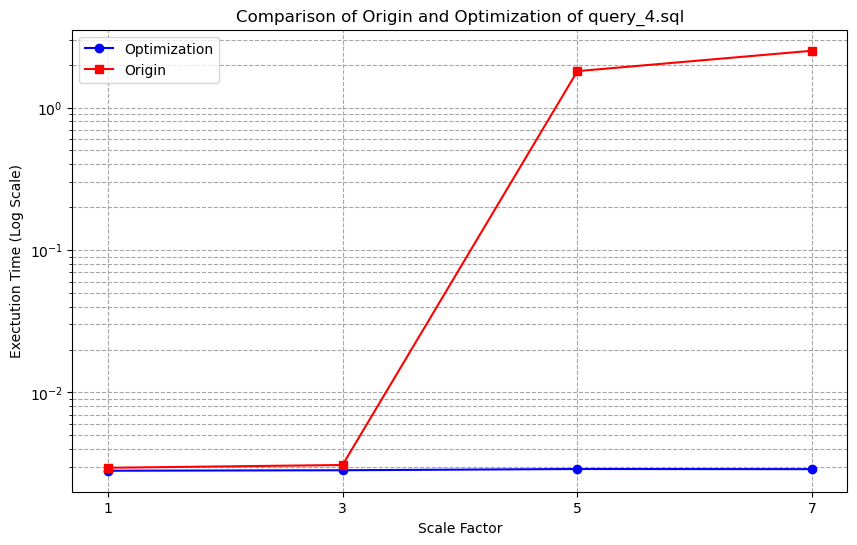 Comparison of Origin and Optimization of query_4.sql
Optimization
Origin
Exectution Time (Log Scale)
10⁰
10⁻¹
10⁻²
1
3
5
7
Scale Factor